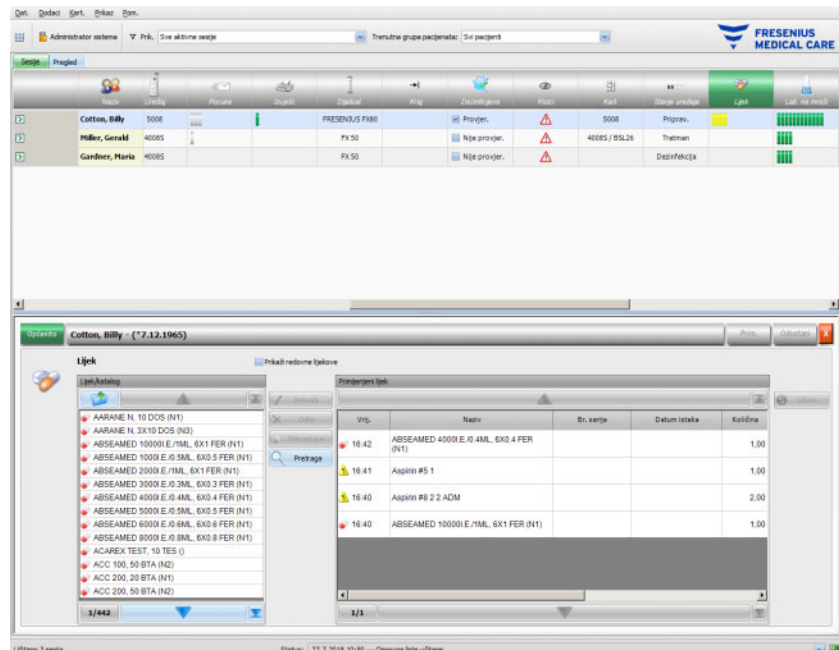 Dat. Dodaci Kart. Prikaz Pom.
Administrator sistema Prik. Sve aktivne sesije Trenutna grupa pacijenata: Svi pacijenti
FRESENIUS
MEDICAL CARE
Sesije Pregled
Naziv Uređaj Poruke Izvješt. Dijalizat. Kraj Dezinficijens Rizici Kart. Stanje uređaja Lijek Lab. na mreži
Cotton, Billy 5008 FRESENIUS FX80 Provjer. 5008 Priprav.
Miller, Gerald 4008S FX 50 Nije provjer. 4008S / BSL26 Tretman
Gardner, Maria 4008S FX 50 Nije provjer. Dezinfekcija
Općenito Cotton, Billy - (*7.12.1965) Prim. Odustani X
Lijek Prikaži redovne lijekove
Lijek/katalog Primijenjeni lijek
AARANE N, 10 DOS (N1)
AARANE N, 3X10 DOS (N3)
ABSEAMED 10000I.E./1ML, 6X1 FER (N1)
ABSEAMED 1000I.E./0.5ML, 6X0.5 FER (N1)
ABSEAMED 2000I.E./1ML, 6X1 FER (N1)
ABSEAMED 3000I.E./0.3ML, 6X0.3 FER (N1)
ABSEAMED 4000I.E./0.4ML, 6X0.4 FER (N1)
ABSEAMED 5000I.E./0.5ML, 6X0.5 FER (N1)
ABSEAMED 6000I.E./0.6ML, 6X0.6 FER (N1)
ABSEAMED 8000I.E./0.8ML, 6X0.8 FER (N1)
ACAREX TEST, 10 TES ()
ACC 100, 50 BTA (N2)
ACC 200, 20 BTA (N1)
ACC 200, 50 BTA (N2)
1/442
Pretraga
Vrij. Naziv Br. serije Datum isteka Količina
16:42 ABSEAMED 4000I.E./0.4ML, 6X0.4 FER
(N1) 1,00
16:41 Aspirin #5 1 1,00
16:40 Aspirin #8 2 2 ADM 2,00
16:40 ABSEAMED 10000I.E./1ML, 6X1 FER (N1) 1,00
1/1